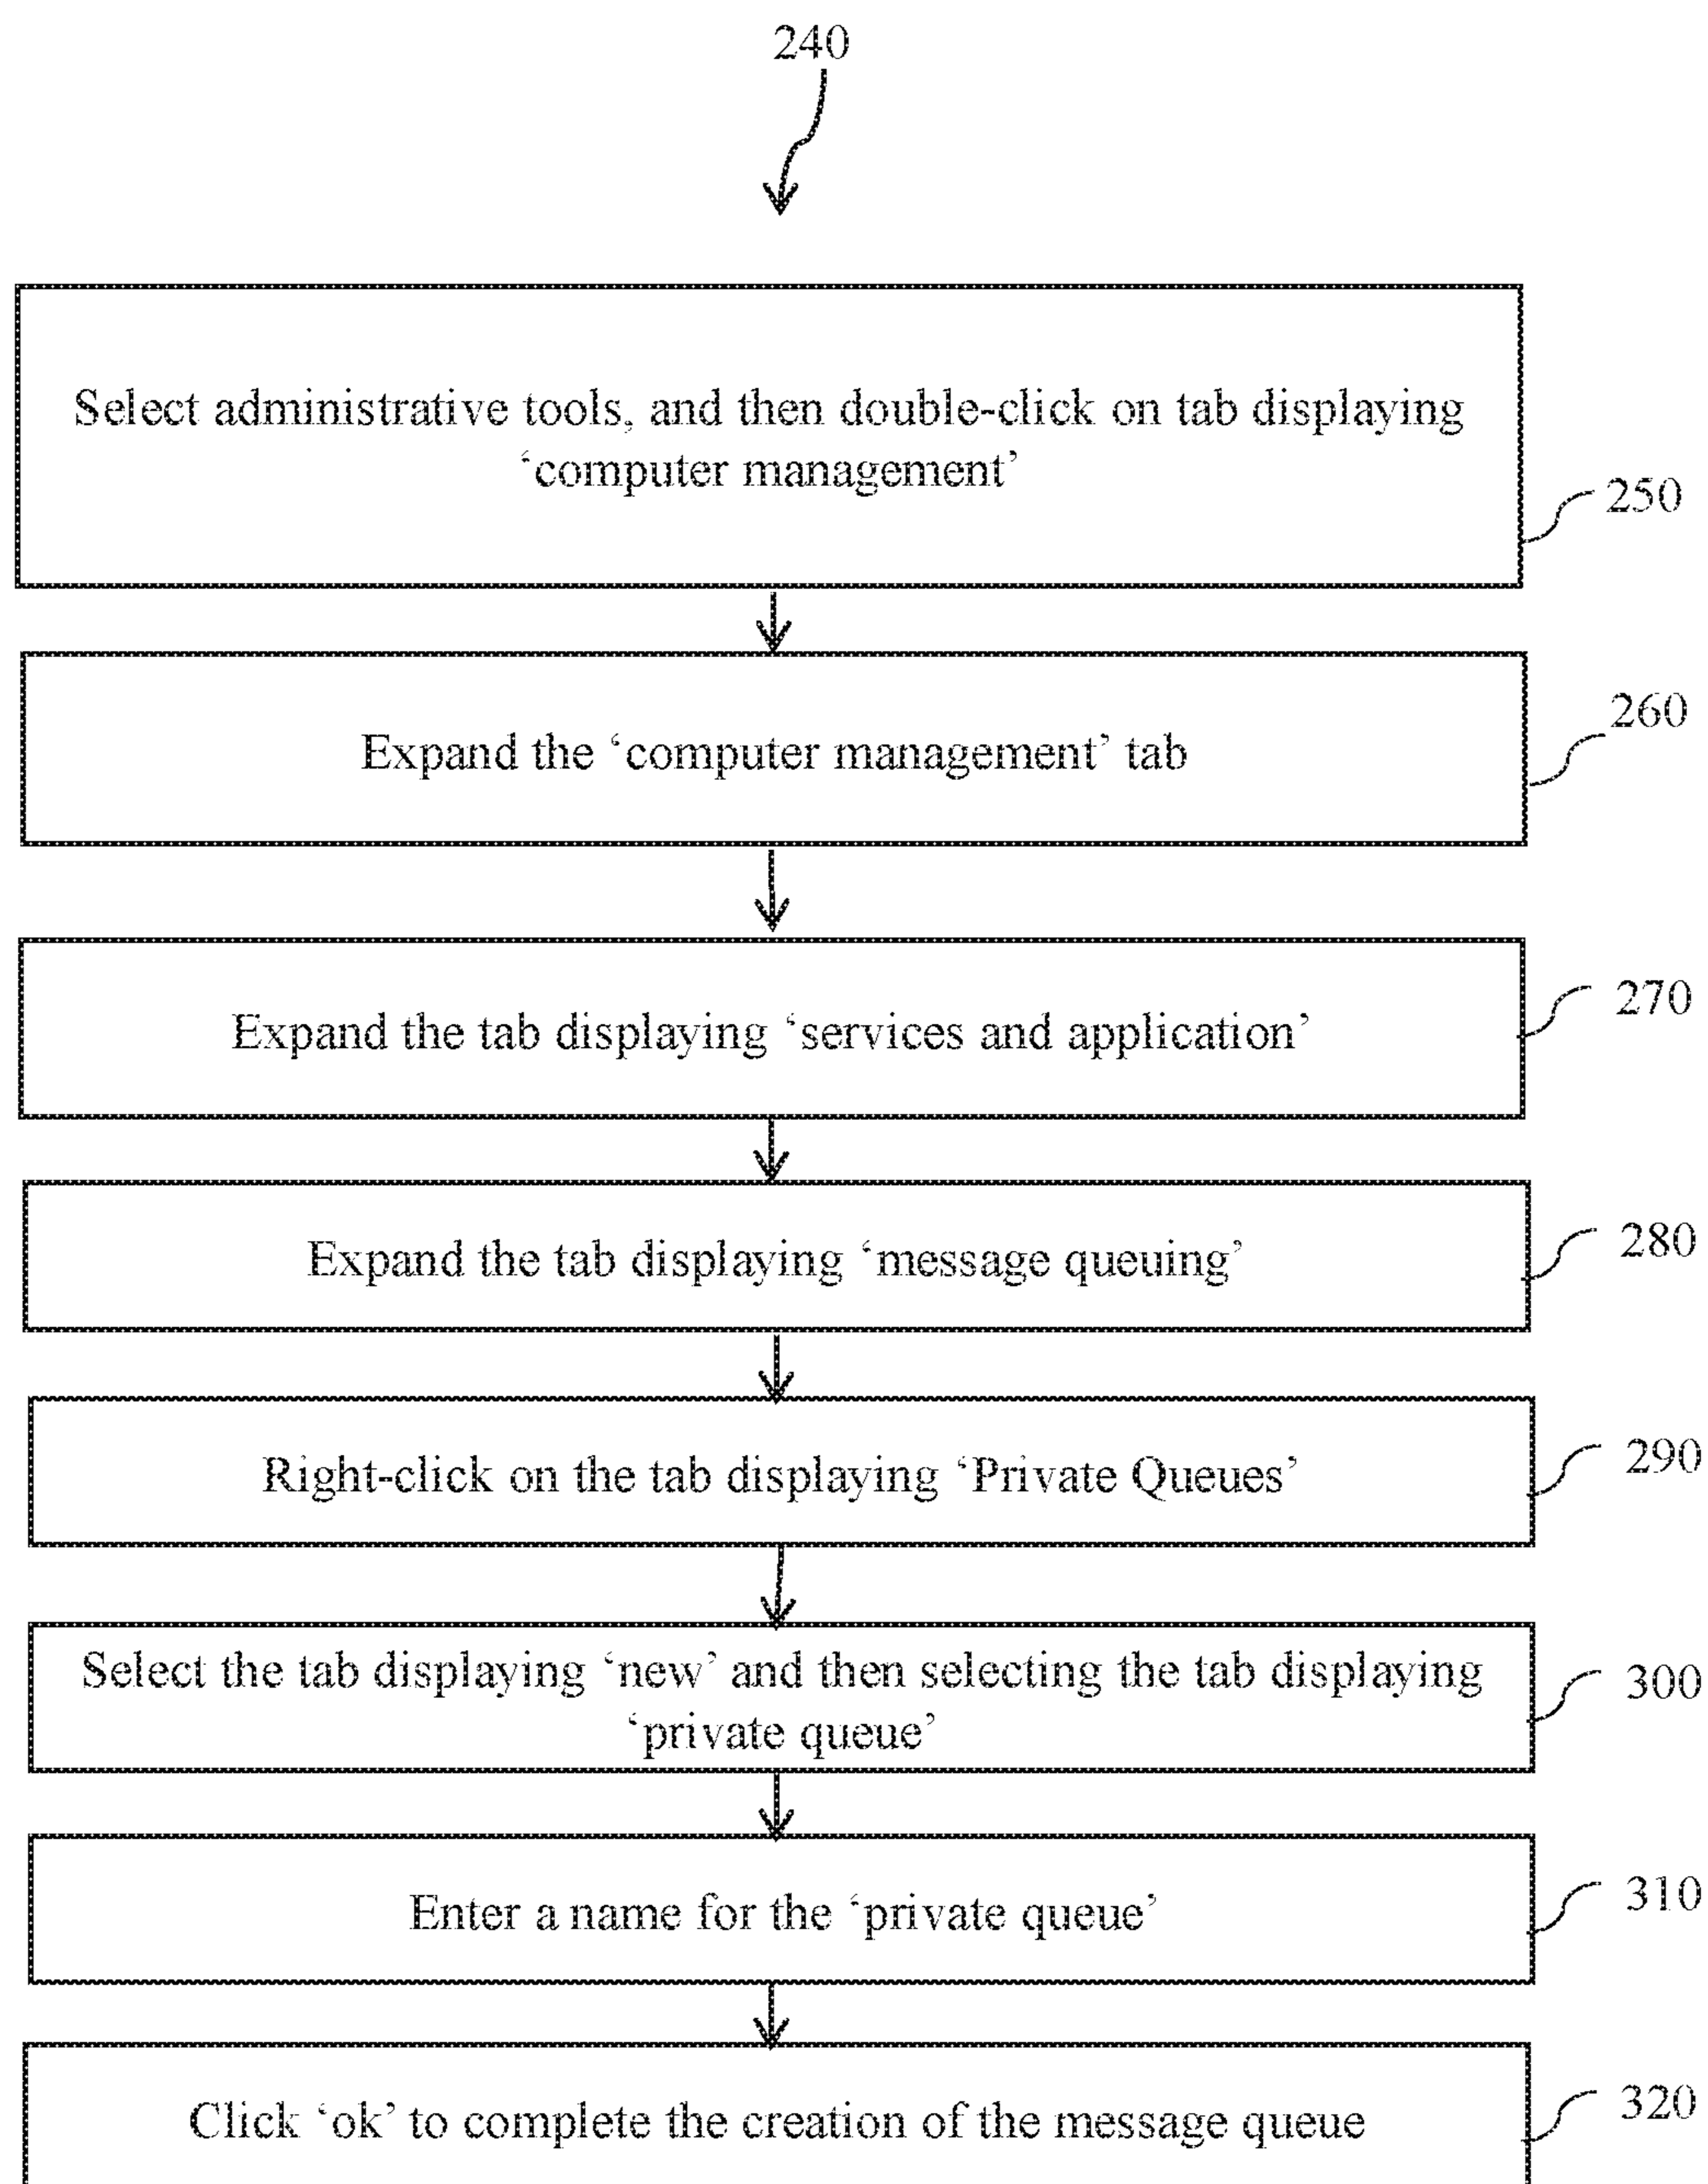 240
Select administrative tools, and then double-click on tab displaying
‘computer management’
250
Expand the ‘computer management’ tab
260
Expand the tab displaying ‘services and application’
270
Expand the tab displaying ‘message queuing’
280
Right-click on the tab displaying ‘Private Queues’
290
Select the tab displaying ‘new’ and then selecting the tab displaying
‘private queue’
300
Enter a name for the ‘private queue’
310
Click ‘ok’ to complete the creation of the message queue
320